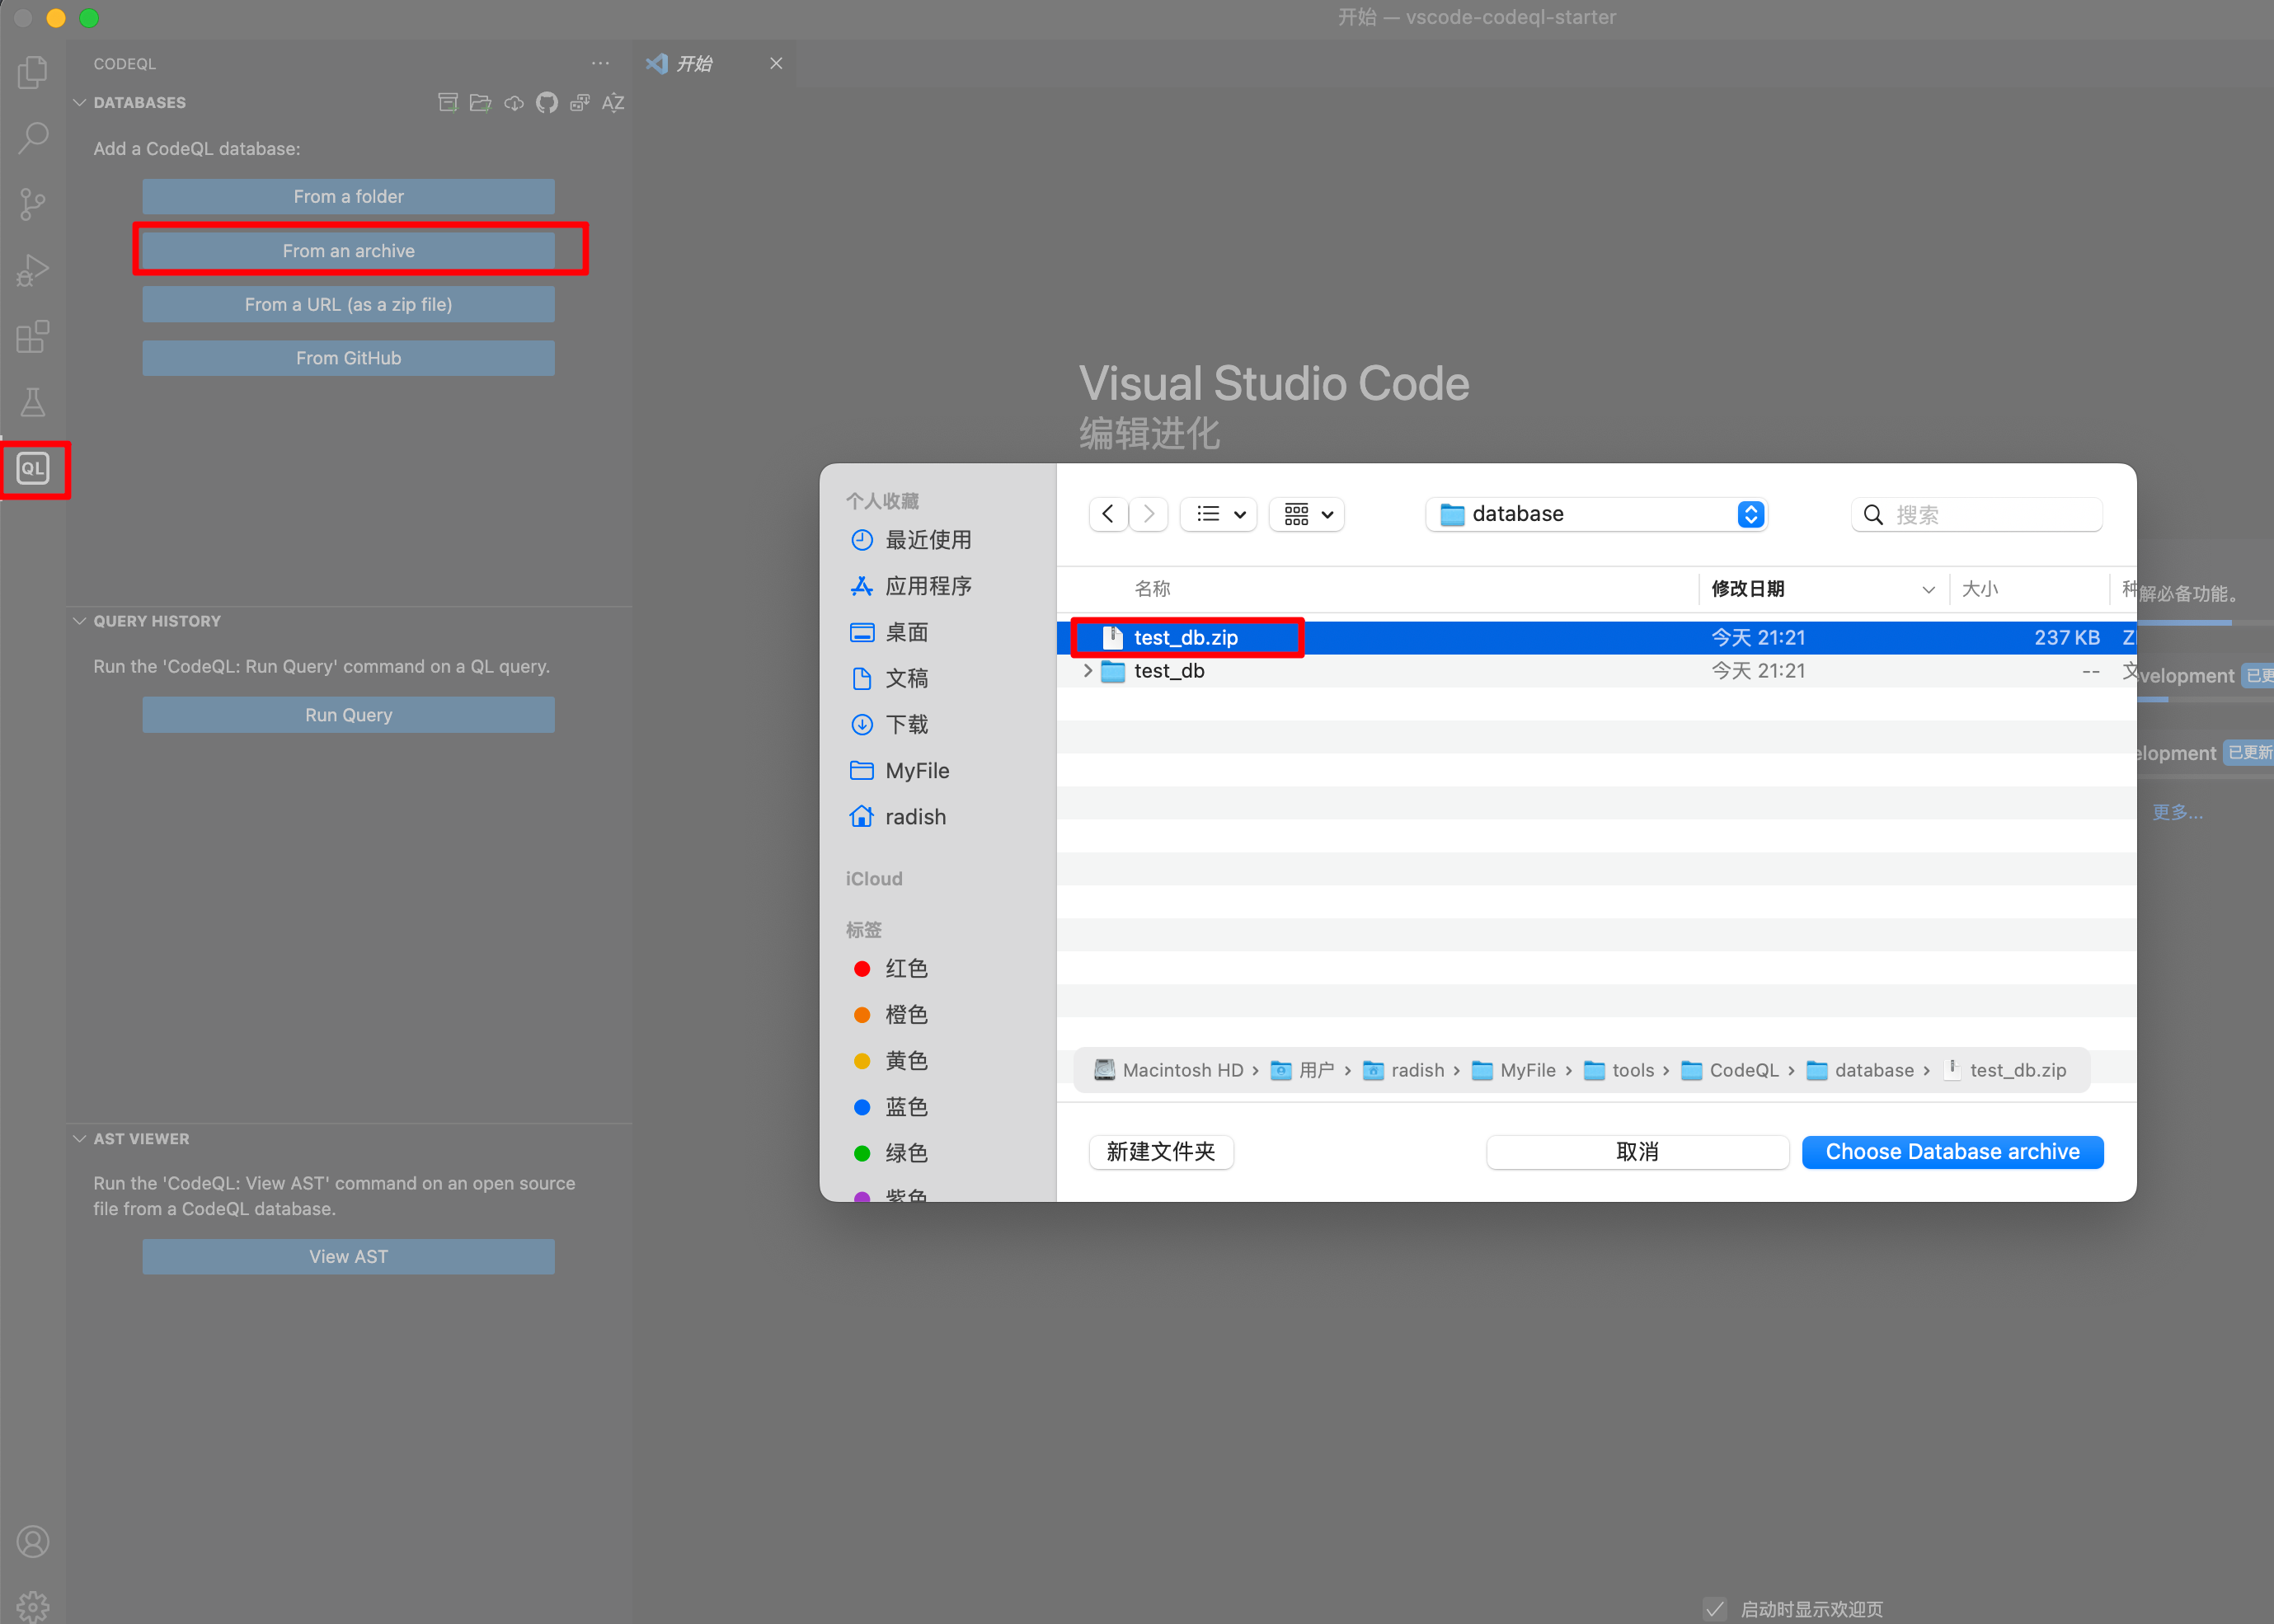 开始 — vscode-codeql-starter
CODEQL
开始
DATABASES
Add a CodeQL database:
From a folder
From an archive
From a URL (as a zip file)
From GitHub
QL
QUERY HISTORY
Run the 'CodeQL: Run Query' command on a QL query.
Run Query
AST VIEWER
Run the 'CodeQL: View AST' command on an open source
file from a CodeQL database.
View AST
Visual Studio Code
编辑进化
个人收藏
最近使用
应用程序
桌面
文稿
下载
MyFile
radish
iCloud
标签
红色
橙色
黄色
蓝色
绿色
紫色
database
搜索
名称 修改日期 大小 种
test_db.zip 今天 21:21 237 KB Z
test_db 今天 21:21 -- 文
Macintosh HD › 用户 › radish › MyFile › tools › CodeQL › database › test_db.zip
新建文件夹 取消 Choose Database archive
解必备功能。
velopment 已更
elopment 已更新
更多...
启动时显示欢迎页